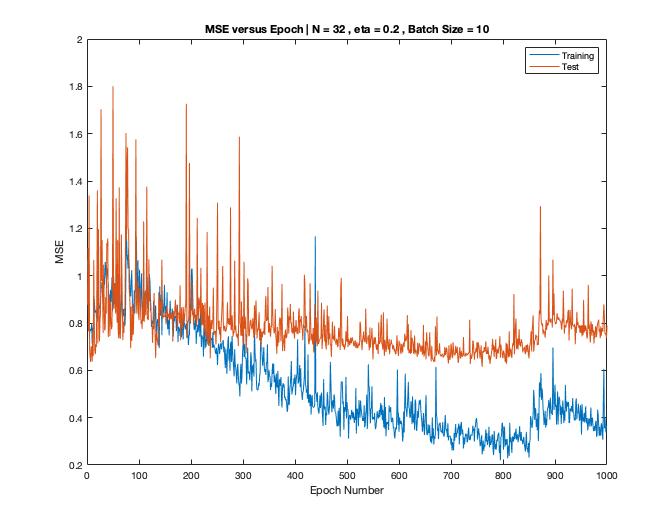 MSE versus Epoch | N = 32 , eta = 0.2 , Batch Size = 10
2
Training
Test
1.8
1.6
1.4
1.2
MSE
1
0.8
0.6
0.4
0.2
0 100 200 300 400 500 600 700 800 900 1000
Epoch Number